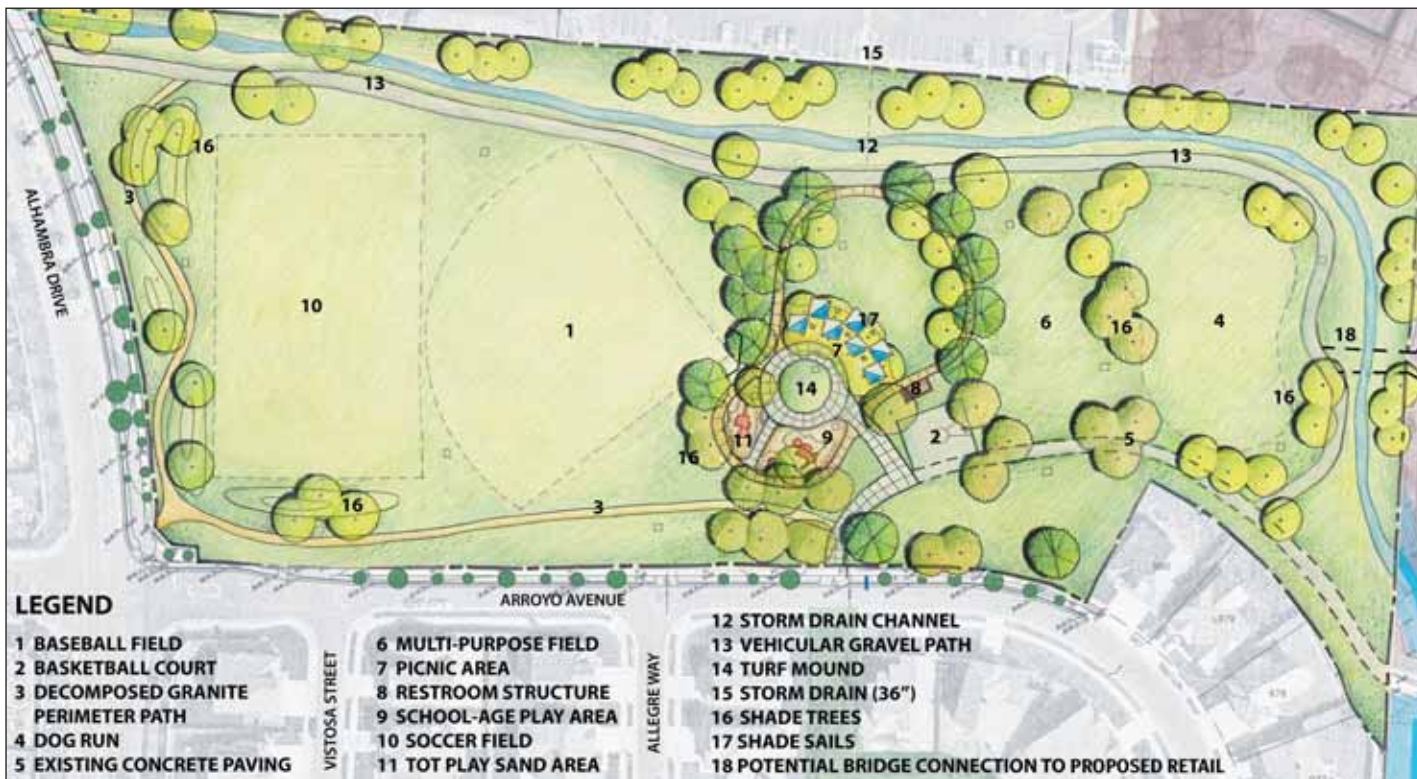 15
13
12
13
16
3
ALHAMBRA DRIVE
10
1
17
7
6
16
4
18
14
8
16
11
9
2
5
16
16
3
ARROYO AVENUE
LEGEND
1 BASEBALL FIELD
2 BASKETBALL COURT
3 DECOMPOSED GRANITE
PERIMETER PATH
4 DOG RUN
5 EXISTING CONCRETE PAVING
VISTOSA STREET
6 MULTI-PURPOSE FIELD
7 PICNIC AREA
8 RESTROOM STRUCTURE
9 SCHOOL-AGE PLAY AREA
10 SOCCER FIELD
11 TOT PLAY SAND AREA
ALLEGRE WAY
12 STORM DRAIN CHANNEL
13 VEHICULAR GRAVEL PATH
14 TURF MOUND
15 STORM DRAIN (36")
16 SHADE TREES
17 SHADE SAILS
18 POTENTIAL BRIDGE CONNECTION TO PROPOSED RETAIL